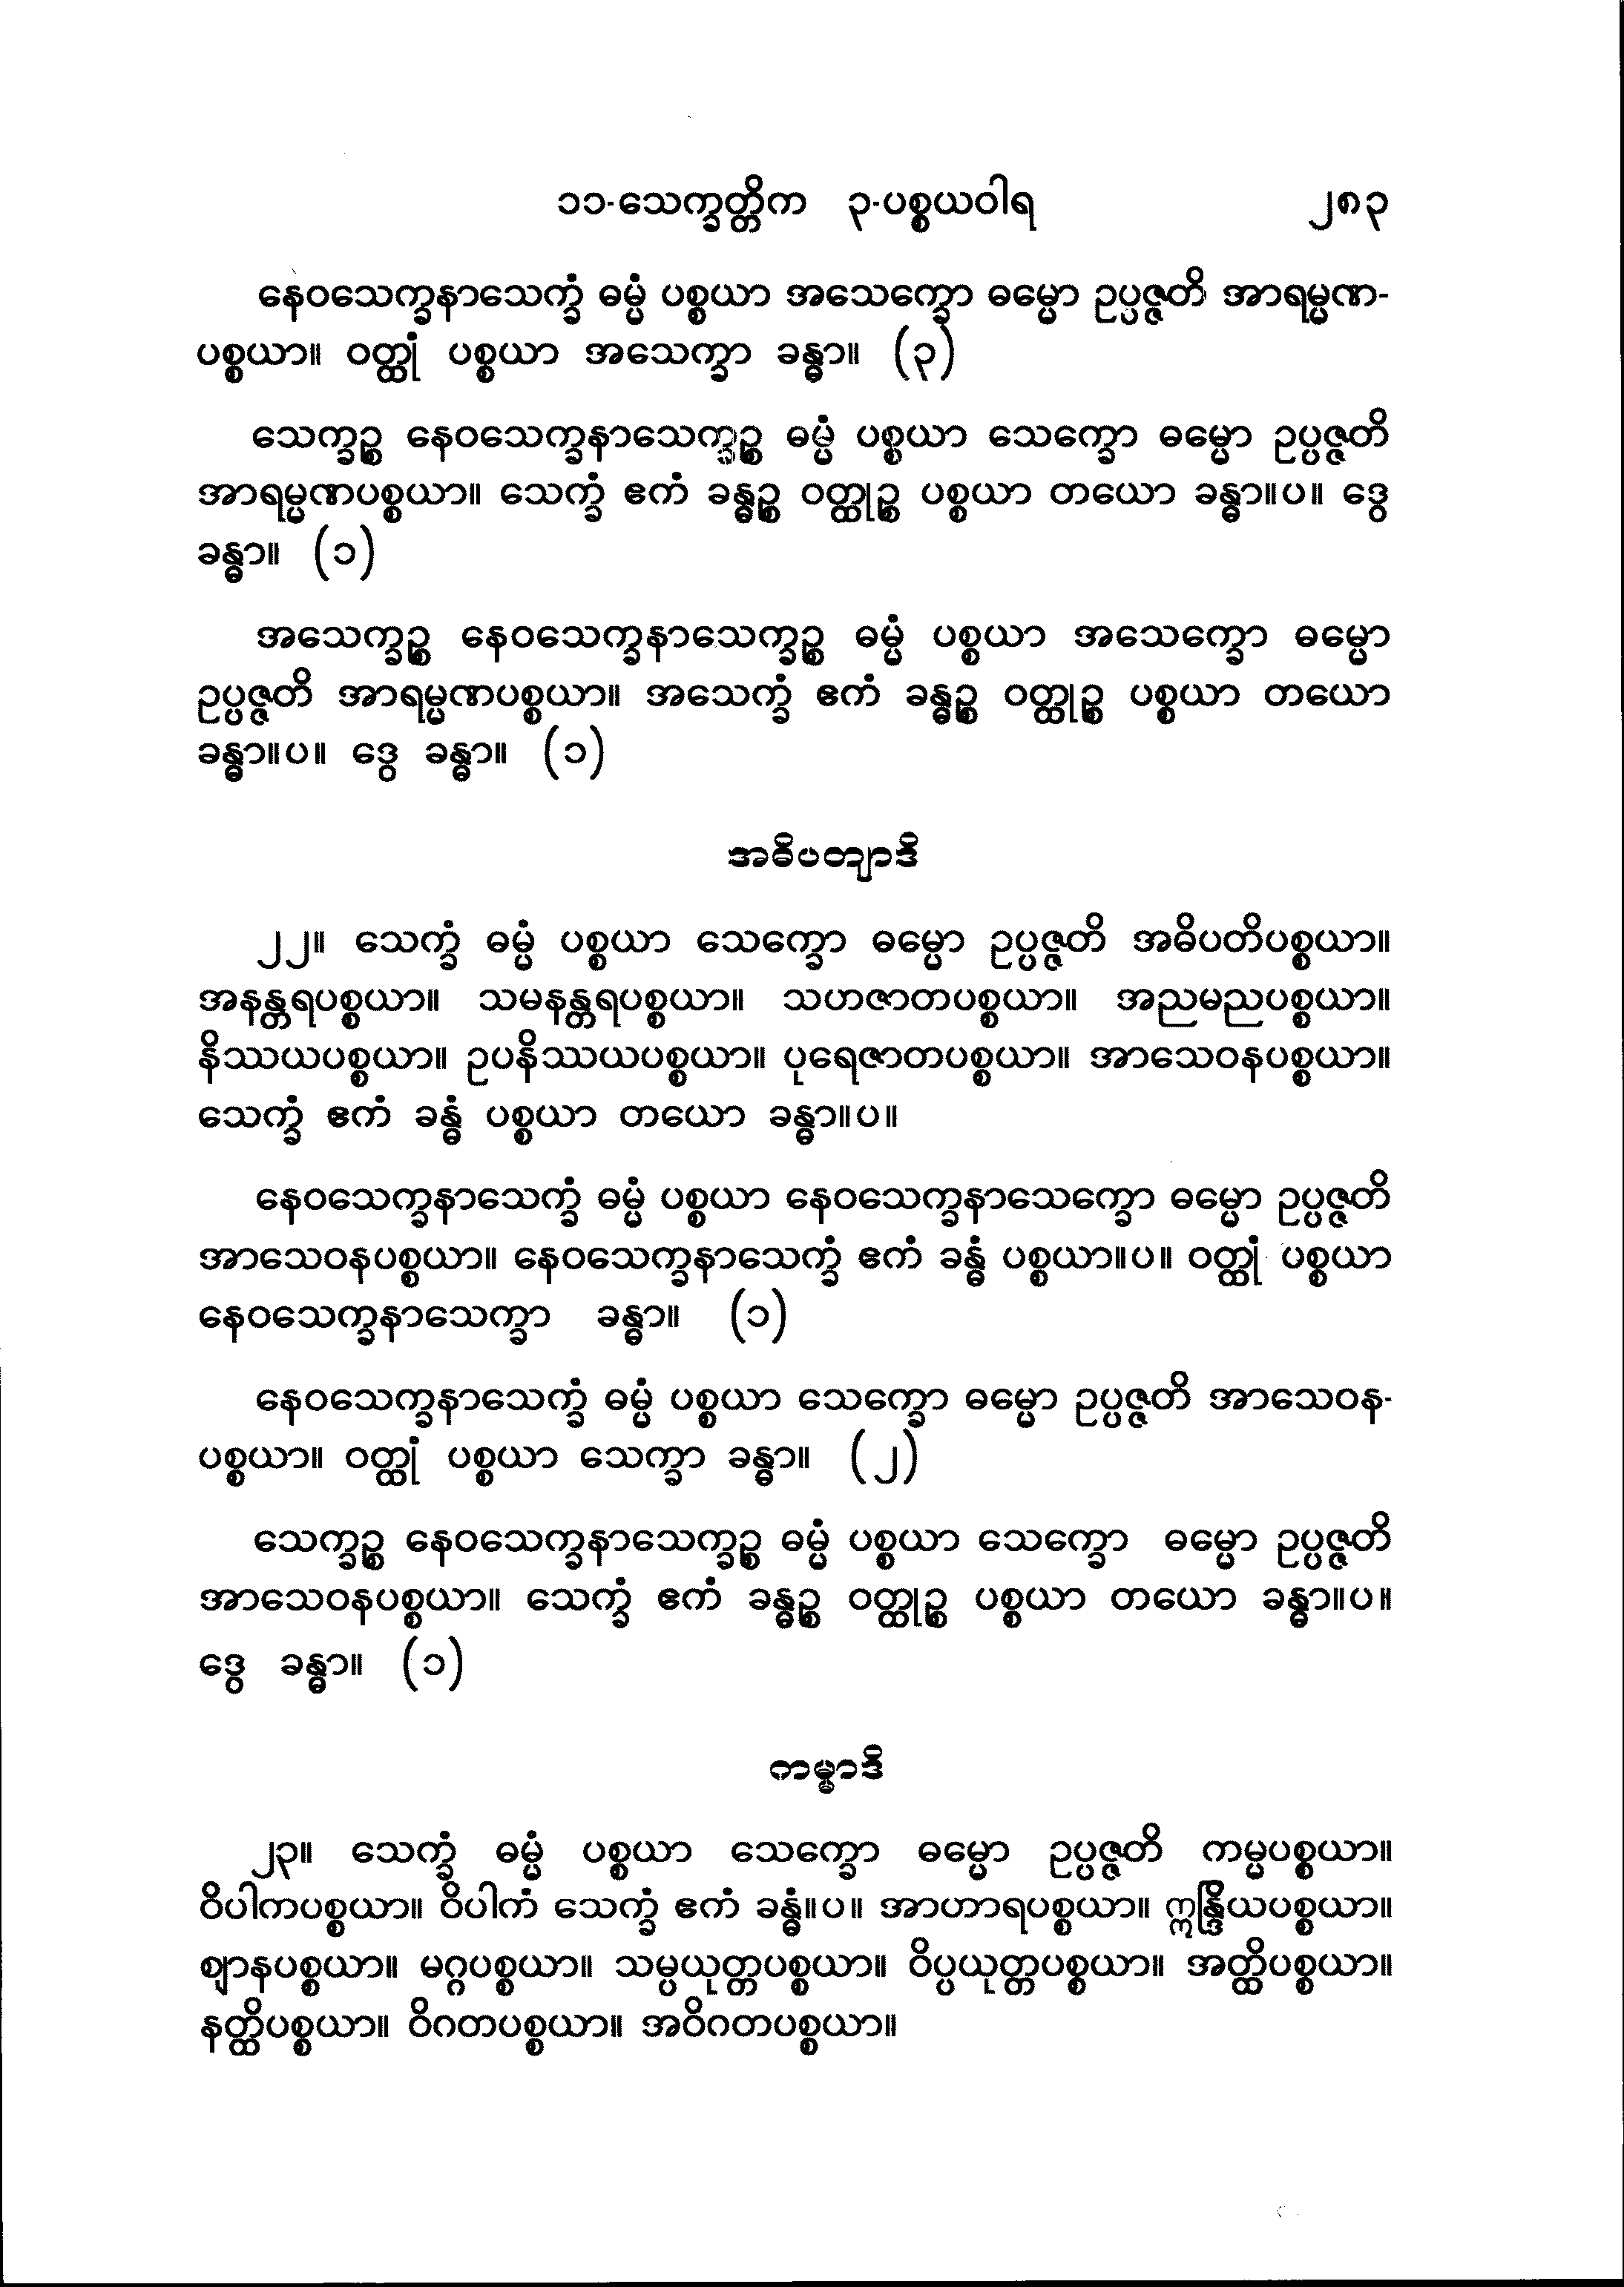 ၁၁-သေက္ခတ္တိက ၃-ပစ္စယဝါရ ၂၈၃
နေဝသေက္ခနာသေက္ခံ ဓမ္မံ ပစ္စယာ အသေက္ခော ဓမ္မော ဥပ္ပဇ္ဇတိ အာရမ္မဏ-
ပစ္စယာ။ ဝတ္ထုံ ပစ္စယာ အသေက္ခာ ခန္ဓာ။ (၃)
သေက္ခဉ္စ နေဝသေက္ခနာသေက္ခဉ္စ ဓမ္မံ ပစ္စယာ သေက္ခော ဓမ္မော ဥပ္ပဇ္ဇတိ
အာရမ္မဏပစ္စယာ။ သေက္ခံ ဧကံ ခန္ဓဉ္စ ဝတ္ထုဉ္စ ပစ္စယာ တယော ခန္ဓာ။ပ။ ဒွေ
ခန္ဓာ။ (၁)
အသေက္ခဉ္စ နေဝသေက္ခနာသေက္ခဉ္စ ဓမ္မံ ပစ္စယာ အသေက္ခော ဓမ္မော
ဥပ္ပဇ္ဇတိ အာရမ္မဏပစ္စယာ။ အသေက္ခံ ဧကံ ခန္ဓဉ္စ ဝတ္ထုဉ္စ ပစ္စယာ တယော
ခန္ဓာ။ပ။ ဒွေ ခန္ဓာ။ (၁)
အဓိပတျာဒိ
၂၂။ သေက္ခံ ဓမ္မံ ပစ္စယာ သေက္ခော ဓမ္မော ဥပ္ပဇ္ဇတိ အဓိပတိပစ္စယာ။
အနန္တရပစ္စယာ။ သမနန္တရပစ္စယာ။ သဟဇာတပစ္စယာ။ အညမညပစ္စယာ။
နိဿယပစ္စယာ။ ဥပနိဿယပစ္စယာ။ ပုရေဇာတပစ္စယာ။ အာသေဝနပစ္စယာ။
သေက္ခံ ဧကံ ခန္ဓံ ပစ္စယာ တယော ခန္ဓာ။ပ။
နေဝသေက္ခနာသေက္ခံ ဓမ္မံ ပစ္စယာ နေဝသေက္ခနာသေက္ခော ဓမ္မော ဥပ္ပဇ္ဇတိ
အာသေဝနပစ္စယာ။ နေဝသေက္ခနာသေက္ခံ ဧကံ ခန္ဓံ ပစ္စယာ။ပ။ ဝတ္ထုံ ပစ္စယာ
နေဝသေက္ခနာသေက္ခာ ခန္ဓာ။ (၁)
နေဝသေက္ခနာသေက္ခံ ဓမ္မံ ပစ္စယာ သေက္ခော ဓမ္မော ဥပ္ပဇ္ဇတိ အာသေဝန-
ပစ္စယာ။ ဝတ္ထုံ ပစ္စယာ သေက္ခာ ခန္ဓာ။ (၂)
သေက္ခဉ္စ နေဝသေက္ခနာသေက္ခဉ္စ ဓမ္မံ ပစ္စယာ သေက္ခော ဓမ္မော ဥပ္ပဇ္ဇတိ
အာသေဝနပစ္စယာ။ သေက္ခံ ဧကံ ခန္ဓဉ္စ ဝတ္ထုဉ္စ ပစ္စယာ တယော ခန္ဓာ။ပ။
ဒွေ ခန္ဓာ။ (၁)
ကမ္မာဒိ
၂၃။ သေက္ခံ ဓမ္မံ ပစ္စယာ သေက္ခော ဓမ္မော ဥပ္ပဇ္ဇတိ ကမ္မပစ္စယာ။
ဝိပါကပစ္စယာ။ ဝိပါကံ သေက္ခံ ဧကံ ခန္ဓံ။ပ။ အာဟာရပစ္စယာ။ ဣန္ဒြိယပစ္စယာ။
ဈာနပစ္စယာ။ မဂ္ဂပစ္စယာ။ သမ္ပယုတ္တပစ္စယာ။ ဝိပ္ပယုတ္တပစ္စယာ။ အတ္ထိပစ္စယာ။
နတ္ထိပစ္စယာ။ ဝိဂတပစ္စယာ။ အဝိဂတပစ္စယာ။